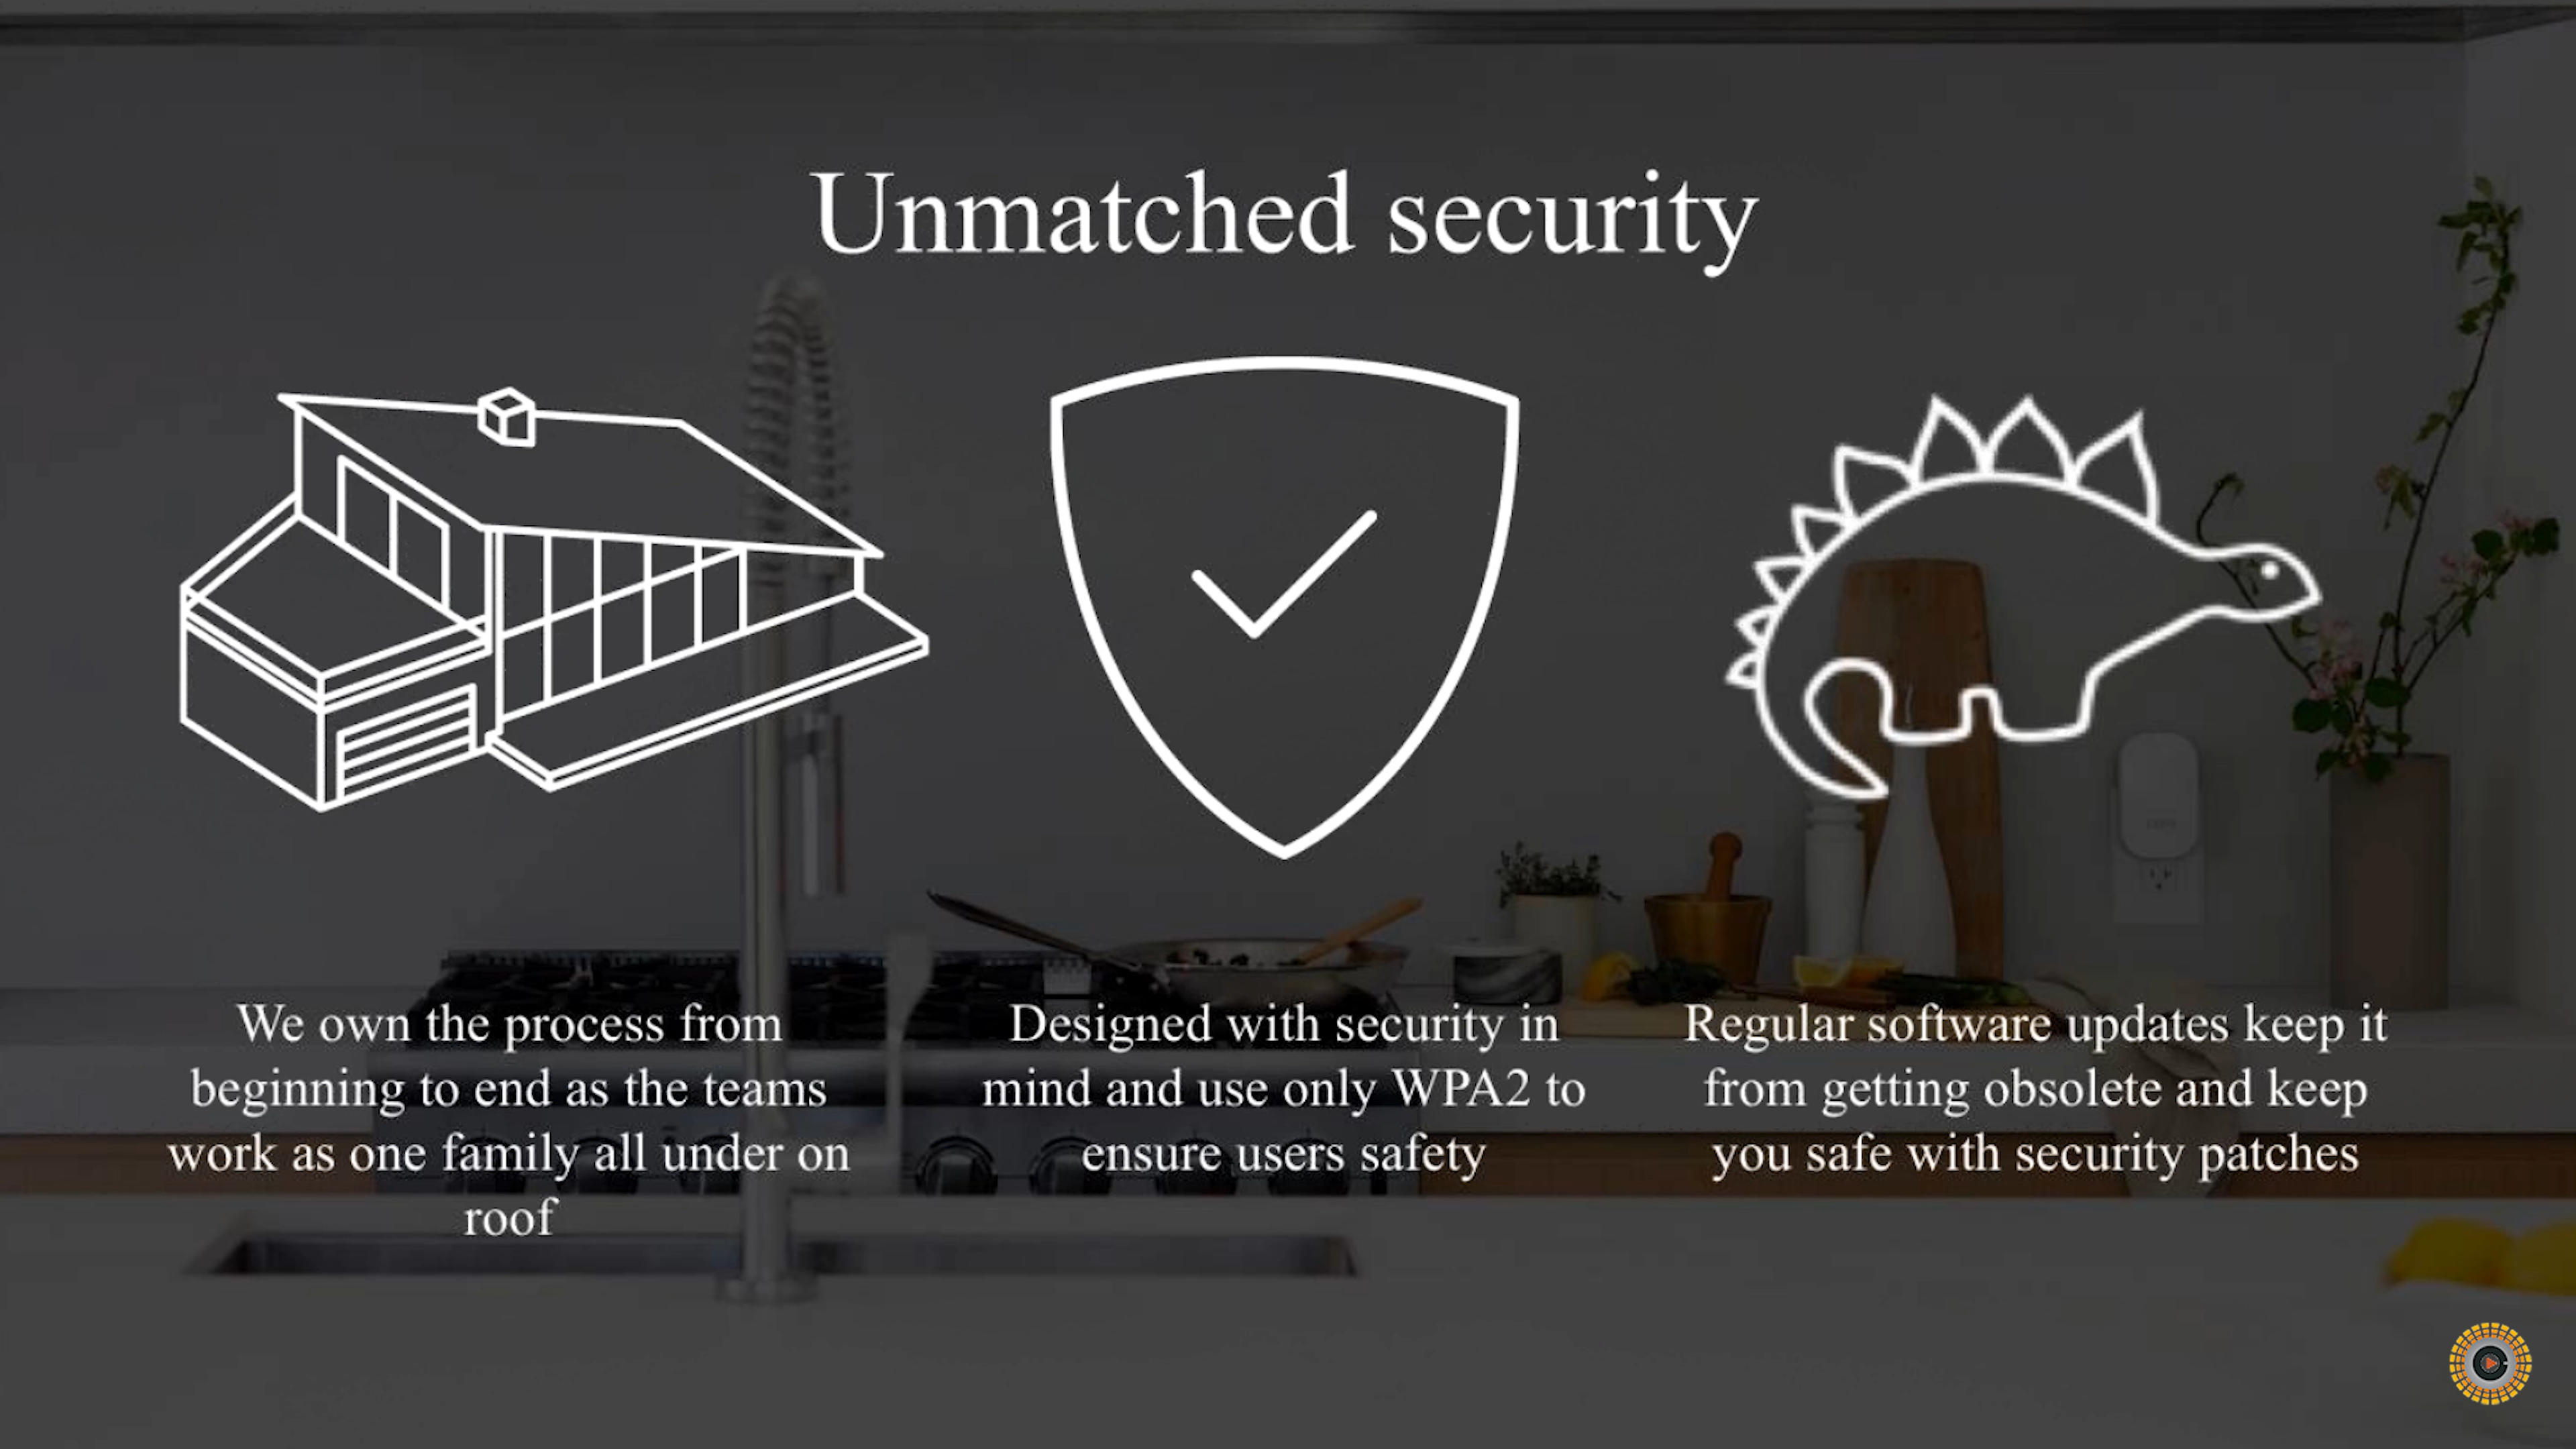 Unmatched security
We own the process from
beginning to end as the teams
work as one family all under on
roof
Designed with security in
mind and use only WPA2 to
ensure users safety
Regular software updates keep it
from getting obsolete and keep
you safe with security patches